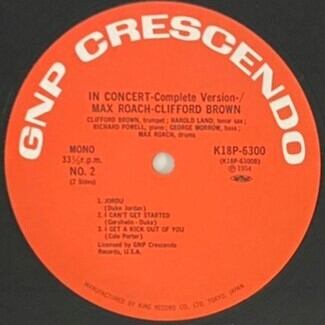 GNP CRESCENDO
IN CONCERT-Complete Version-/
MAX ROACH-CLIFFORD BROWN
CLIFFORD BROWN, trumpet; HAROLD LAND, tenor sax;
RICHARD POWELL, piano; GEORGE MORROW, bass;
MAX ROACH, drums
MONO
33⅓ r.p.m.
NO. 2
(2 Sides)
K18P-6300
(K18P-6300B)
Ⓟ 1954
1. JORDU
(Duke Jordan)
2. I CAN'T GET STARTED
(Gershwin - Duke)
3. I GET A KICK OUT OF YOU
(Cole Porter)
Licensed by GNP Crescendo
Records, U.S.A.
MANUFACTURED BY KING RECORD CO. LTD. TOKYO, JAPAN